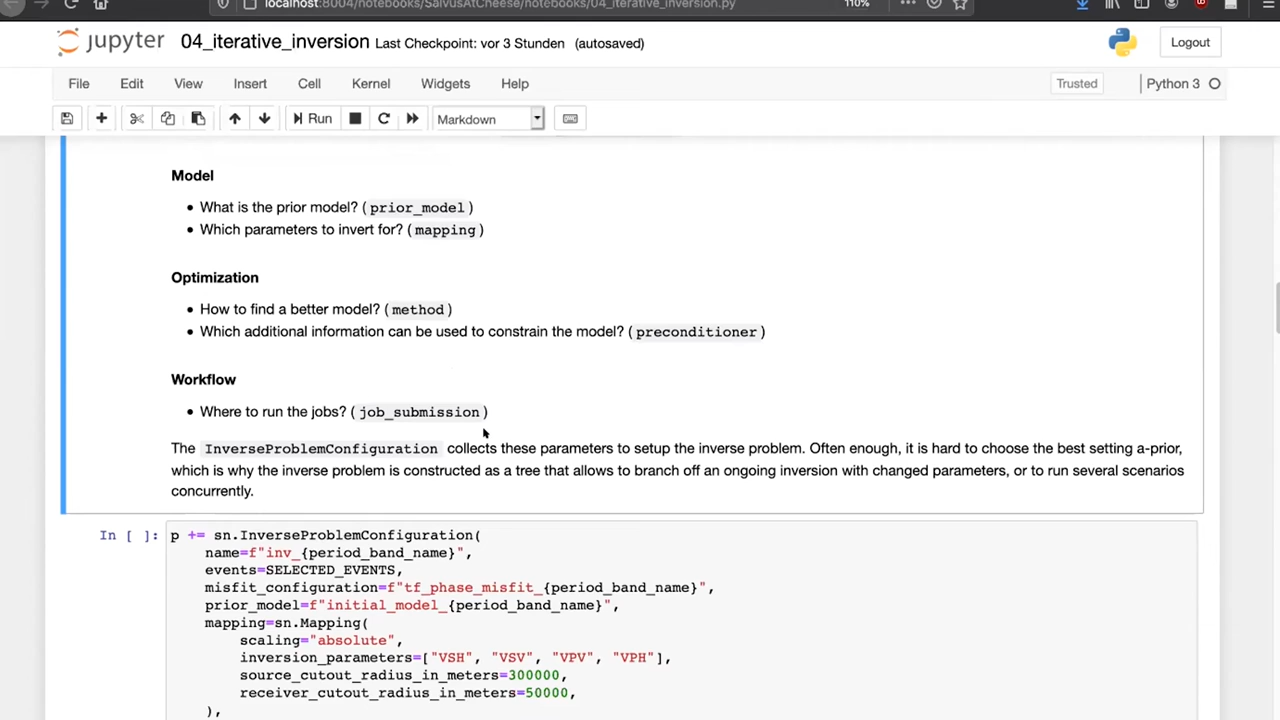 localhost:8004/notebooks/SalvusAtCheese/notebooks/04_iterative_inversion.py
110%
jupyter 04_iterative_inversion Last Checkpoint: vor 3 Stunden (autosaved)
Logout
File Edit View Insert Cell Kernel Widgets Help
Trusted
Python 3
Run
Markdown
Model
• What is the prior model? ( prior_model )
• Which parameters to invert for? ( mapping )
Optimization
• How to find a better model? ( method )
• Which additional information can be used to constrain the model? ( preconditioner )
Workflow
• Where to run the jobs? ( job_submission )
The InverseProblemConfiguration collects these parameters to setup the inverse problem. Often enough, it is hard to choose the best setting a-prior,
which is why the inverse problem is constructed as a tree that allows to branch off an ongoing inversion with changed parameters, or to run several scenarios
concurrently.
In [ ]: p += sn.InverseProblemConfiguration(
name=f"inv_{period_band_name}",
events=SELECTED_EVENTS,
misfit_configuration=f"tf_phase_misfit_{period_band_name}",
prior_model=f"initial_model_{period_band_name}",
mapping=sn.Mapping(
scaling="absolute",
inversion_parameters=["VSH", "VSV", "VPV", "VPH"],
source_cutout_radius_in_meters=300000,
receiver_cutout_radius_in_meters=50000,
),